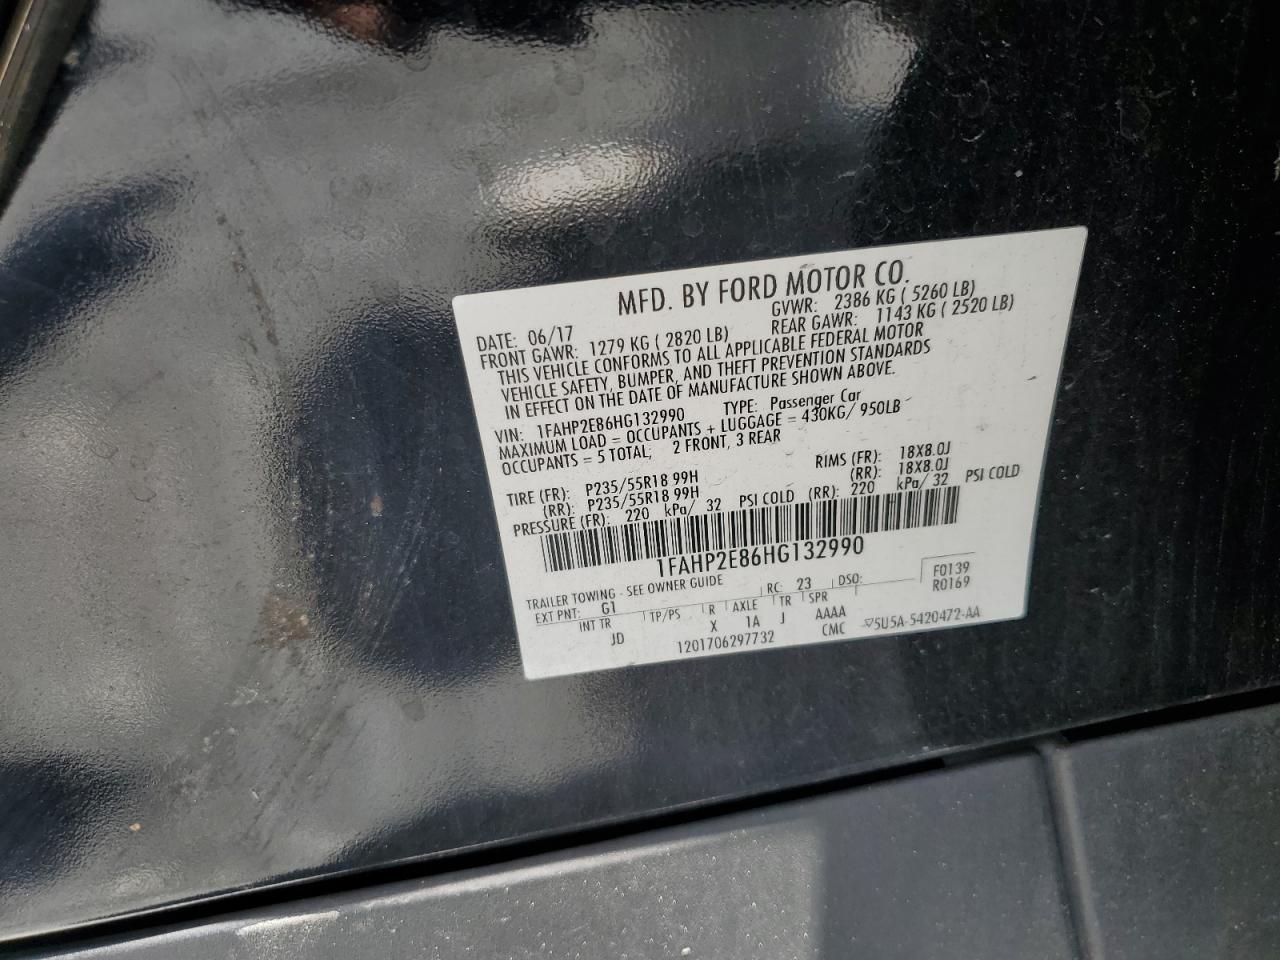 MFD. BY FORD MOTOR CO.
DATE: 06/17 GVWR: 2386 KG ( 5260 LB)
FRONT GAWR: 1279 KG ( 2820 LB) REAR GAWR: 1143 KG ( 2520 LB)
THIS VEHICLE CONFORMS TO ALL APPLICABLE FEDERAL MOTOR
VEHICLE SAFETY, BUMPER, AND THEFT PREVENTION STANDARDS
IN EFFECT ON THE DATE OF MANUFACTURE SHOWN ABOVE.
VIN: 1FAHP2E86HG132990 TYPE: Passenger Car
MAXIMUM LOAD = OCCUPANTS + LUGGAGE = 430KG/ 950LB
OCCUPANTS = 5 TOTAL; 2 FRONT, 3 REAR
TIRE (FR): P235/55R18 99H RIMS (FR): 18X8.0J
(RR): P235/55R18 99H (RR): 18X8.0J
PRESSURE (FR): 220 kPa/ 32 PSI COLD (RR): 220 kPa/ 32 PSI COLD
1FAHP2E86HG132990
TRAILER TOWING - SEE OWNER GUIDE
EXT PNT: G1 RC: 23 DSO: F0139
R0169
INT TR TP/PS R AXLE TR SPR
JD X 1A J AAAA
1201706297732 CMC 5U5A-5420472-AA